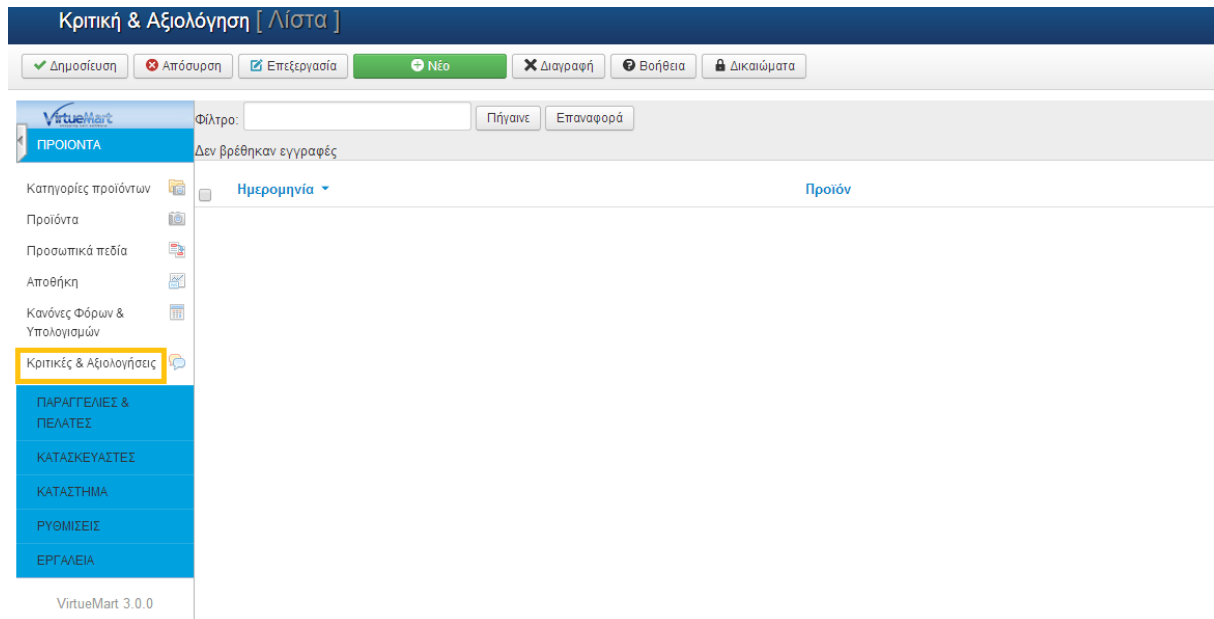 Κριτική & Αξιολόγηση [ Λίστα ]
Δημοσίευση Απόσυρση Επεξεργασία Νέο Διαγραφή Βοήθεια Δικαιώματα
VirtueMart
Φίλτρο: Πήγαινε Επαναφορά
ΠΡΟΙΟΝΤΑ
Δεν βρέθηκαν εγγραφές
Ημερομηνία Προϊόν
Κατηγορίες προϊόντων
Προϊόντα
Προσωπικά πεδία
Αποθήκη
Κανόνες Φόρων &
Υπολογισμών
Κριτικές & Αξιολογήσεις
ΠΑΡΑΓΓΕΛΙΕΣ &
ΠΕΛΑΤΕΣ
ΚΑΤΑΣΚΕΥΑΣΤΕΣ
ΚΑΤΑΣΤΗΜΑ
ΡΥΘΜΙΣΕΙΣ
ΕΡΓΑΛΕΙΑ
VirtueMart 3.0.0